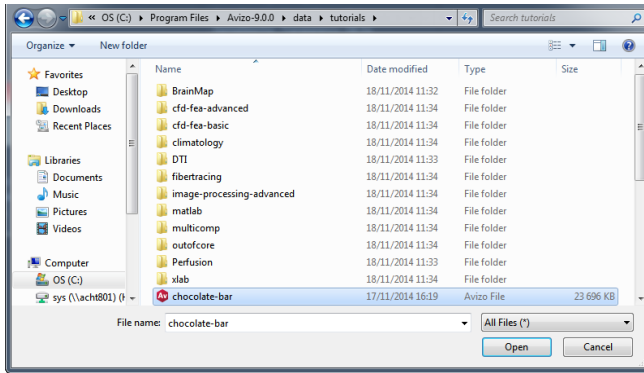 « OS (C:) ▸ Program Files ▸ Avizo-9.0.0 ▸ data ▸ tutorials ▸ Search tutorials
Organize New folder
Favorites
Desktop
Downloads
Recent Places
Libraries
Documents
Music
Pictures
Videos
Computer
OS (C:)
sys (\\acht801) (H
Name Date modified Type Size
BrainMap 18/11/2014 11:32 File folder
cfd-fea-advanced 18/11/2014 11:34 File folder
cfd-fea-basic 18/11/2014 11:34 File folder
climatology 18/11/2014 11:34 File folder
DTI 18/11/2014 11:33 File folder
fibertracing 18/11/2014 11:34 File folder
image-processing-advanced 18/11/2014 11:34 File folder
matlab 18/11/2014 11:34 File folder
multicomp 18/11/2014 11:34 File folder
outofcore 18/11/2014 11:34 File folder
Perfusion 18/11/2014 11:33 File folder
xlab 18/11/2014 11:34 File folder
Av chocolate-bar 17/11/2014 16:19 Avizo File 23 696 KB
File name: chocolate-bar All Files (*)
Open Cancel